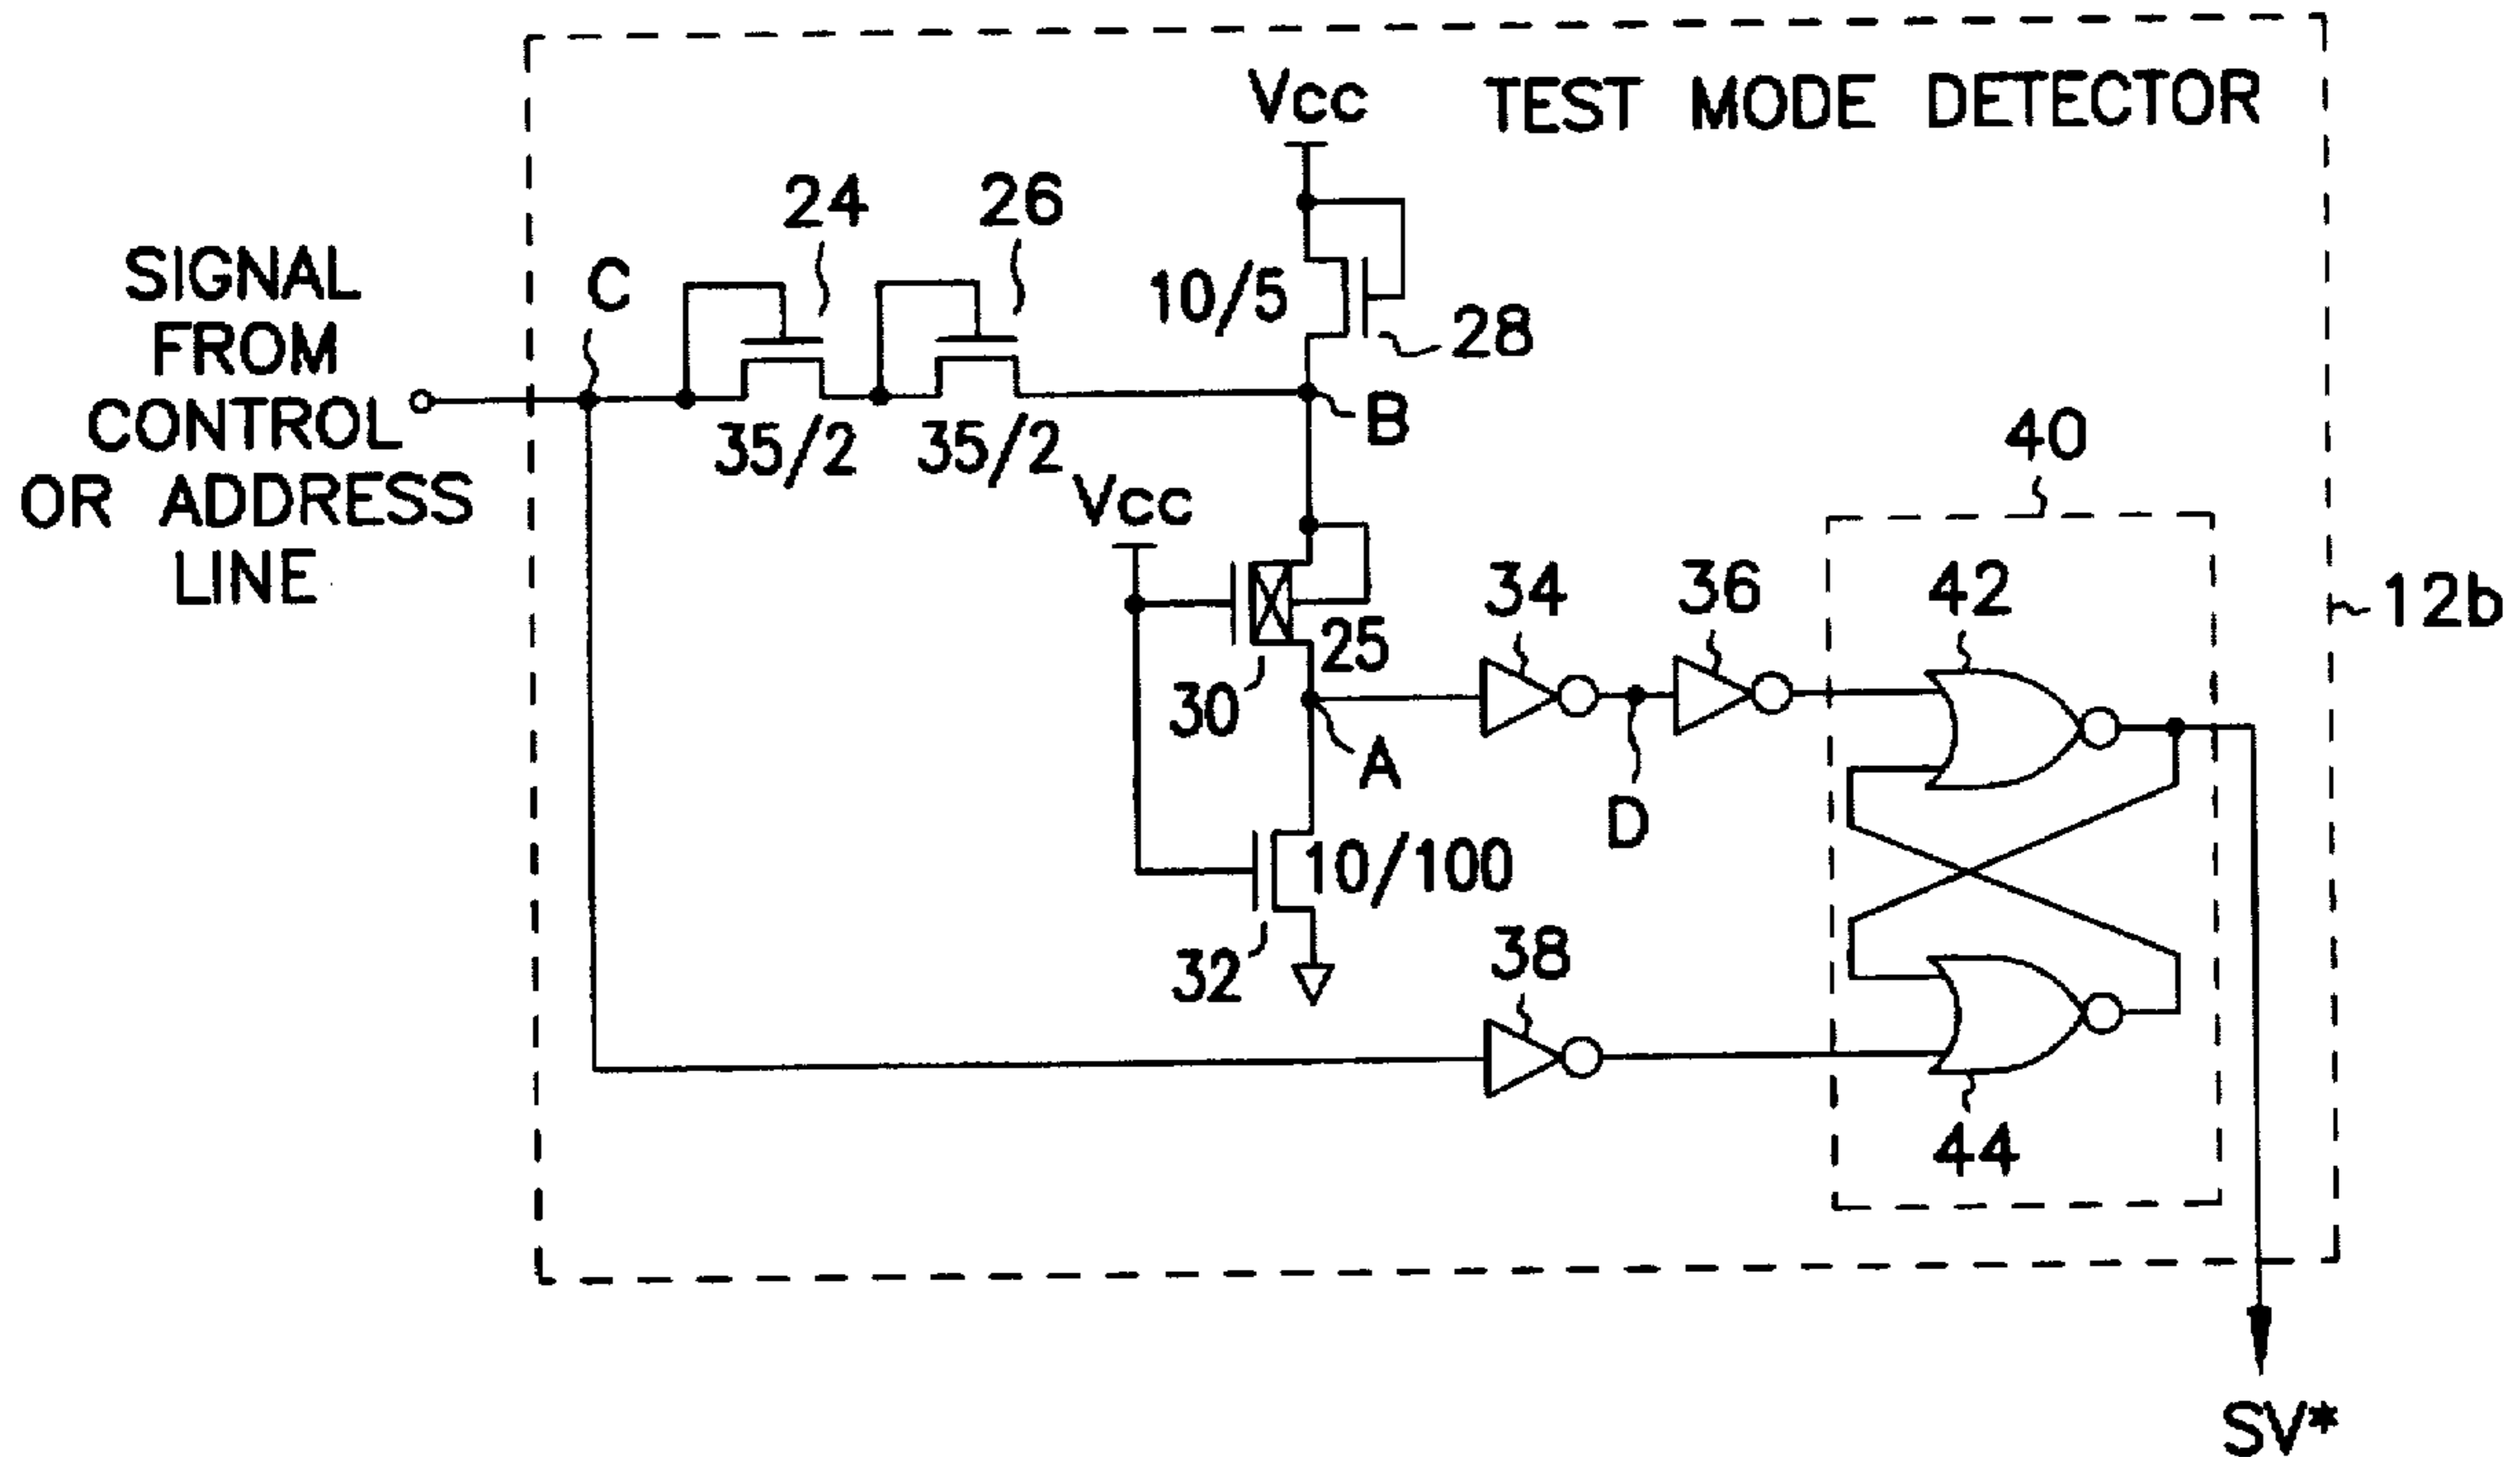 TEST MODE DETECTOR
Vcc
24
26
SIGNAL
FROM
CONTROL
OR ADDRESS
LINE
C
10/5
28
35/2
35/2
B
Vcc
40
25
30
34
36
42
12b
A
D
10/100
32
38
44
SV*